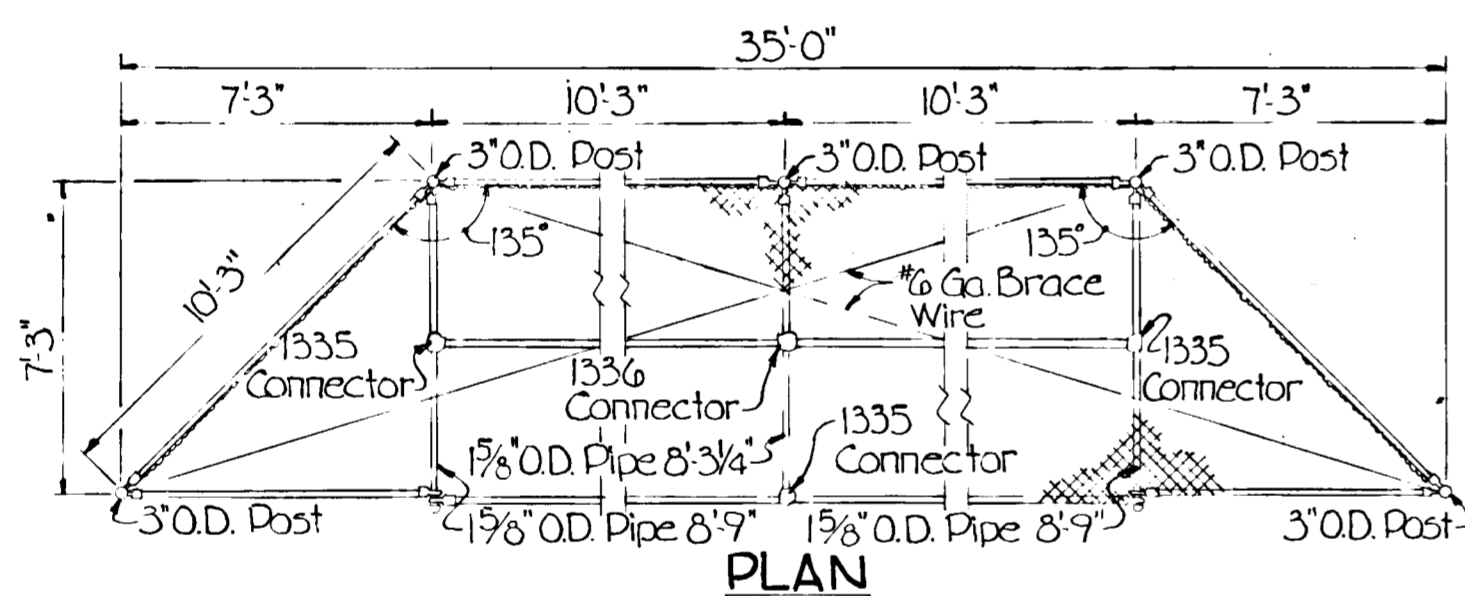 35'-0"
7'-3"
10'-3"
10'-3"
7'-3"
3" O.D. Post
3" O.D. Post
3" O.D. Post
135°
135°
10'-3"
7'-3"
#6 Ga. Brace
Wire
1335
Connector
1336
Connector
1335
Connector
1335
Connector
1 5/8" O.D. Pipe 8'-3 1/4"
3" O.D. Post
1 5/8" O.D. Pipe 8'-9"
1 5/8" O.D. Pipe 8'-9"
3" O.D. Post
PLAN